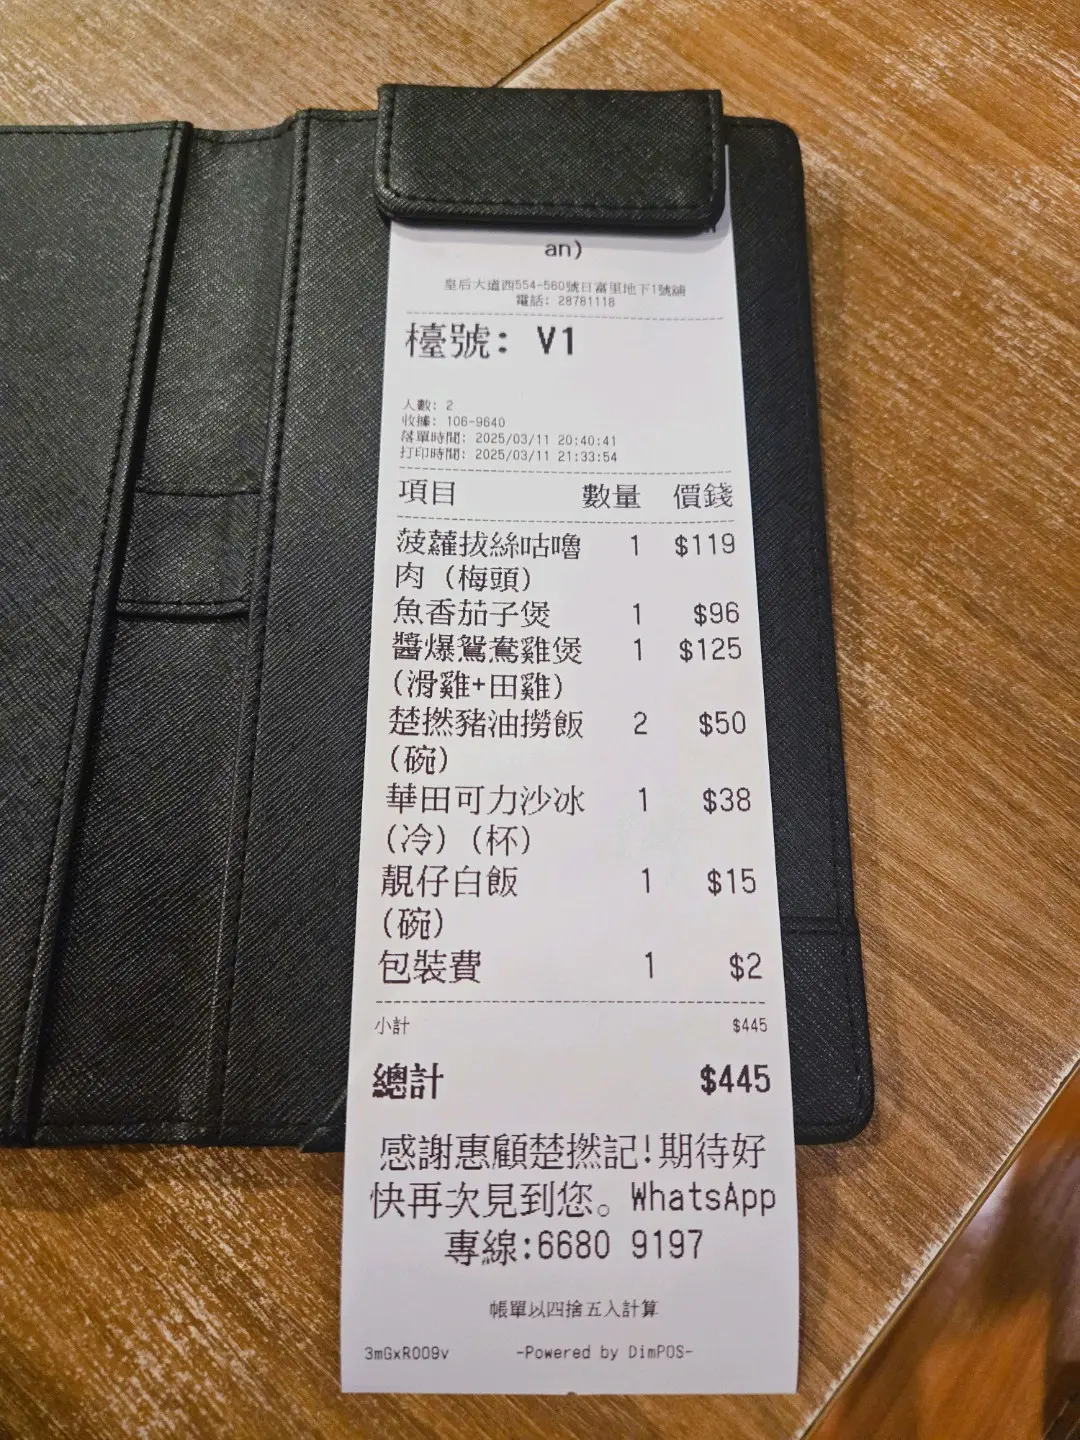 an)
皇后大道西554-560號日富里地下1號舖
電話: 28781118
檯號: V1
人數: 2
收據: 106-9640
落單時間: 2025/03/11 20:40:41
打印時間: 2025/03/11 21:33:54
項目 數量 價錢
菠蘿拔絲咕嚕 1 $119
肉 (梅頭)
魚香茄子煲 1 $96
醬爆鴛鴦雞煲 1 $125
(滑雞+田雞)
楚撚豬油撈飯 2 $50
(碗)
華田可力沙冰 1 $38
(冷) (杯)
靚仔白飯 1 $15
(碗)
包裝費 1 $2
小計 $445
總計 $445
感謝惠顧楚撚記!期待好
快再次見到您。WhatsApp
專線:6680 9197
帳單以四捨五入計算
3mGxR009v -Powered by DimPOS-